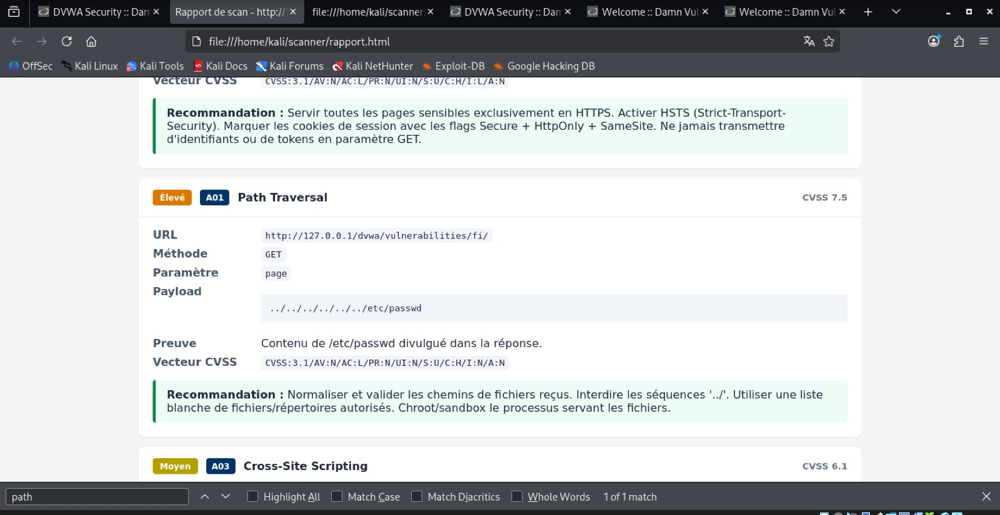 DVWA Security :: Dam
Rapport de scan - http://
file:///home/kali/scanner/
DVWA Security :: Dam
Welcome :: Damn Vul
Welcome :: Damn Vul
file:///home/kali/scanner/rapport.html
OffSec Kali Linux Kali Tools Kali Docs Kali Forums Kali NetHunter Exploit-DB Google Hacking DB
Vecteur CVSS CVSS:3.1/AV:N/AC:L/PR:N/UI:N/S:U/C:H/I:L/A:N
Recommandation : Servir toutes les pages sensibles exclusivement en HTTPS. Activer HSTS (Strict-Transport-
Security). Marquer les cookies de session avec les flags Secure + HttpOnly + SameSite. Ne jamais transmettre
d'identifiants ou de tokens en paramètre GET.
Élevé A01 Path Traversal CVSS 7.5
URL http://127.0.0.1/dvwa/vulnerabilities/fi/
Méthode GET
Paramètre page
Payload
../../../../../../etc/passwd
Preuve Contenu de /etc/passwd divulgué dans la réponse.
Vecteur CVSS CVSS:3.1/AV:N/AC:L/PR:N/UI:N/S:U/C:H/I:N/A:N
Recommandation : Normaliser et valider les chemins de fichiers reçus. Interdire les séquences '../'. Utiliser une liste
blanche de fichiers/répertoires autorisés. Chroot/sandbox le processus servant les fichiers.
Moyen A03 Cross-Site Scripting CVSS 6.1
path Highlight All Match Case Match Diacritics Whole Words 1 of 1 match